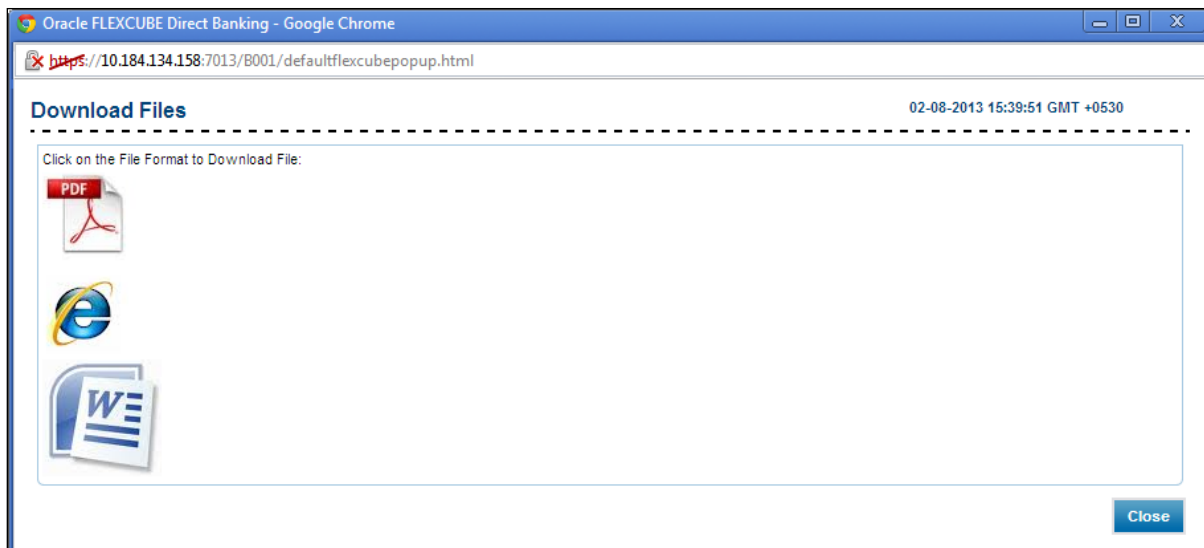 Oracle FLEXCUBE Direct Banking - Google Chrome
https://10.184.134.158:7013/B001/defaultflexcubepopup.html
Download Files
02-08-2013 15:39:51 GMT +0530
Click on the File Format to Download File:
PDF
W
Close